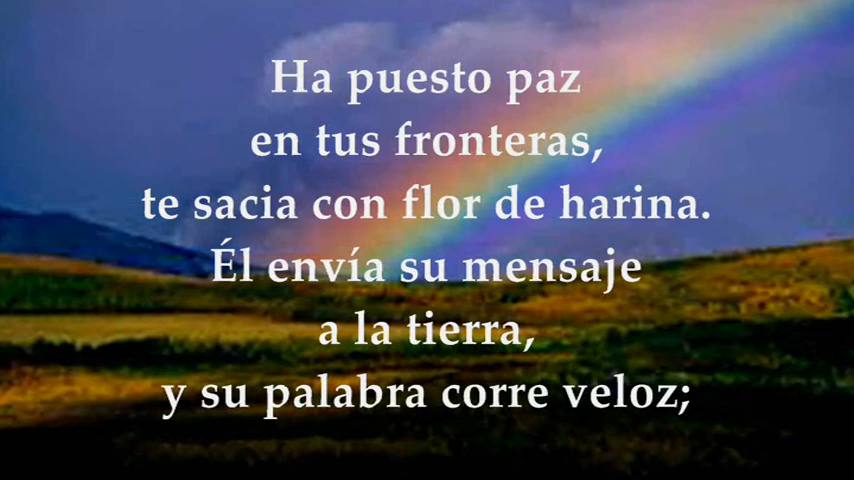 Ha puesto paz
en tus fronteras,
te sacia con flor de harina.
Él envía su mensaje
a la tierra,
y su palabra corre veloz;